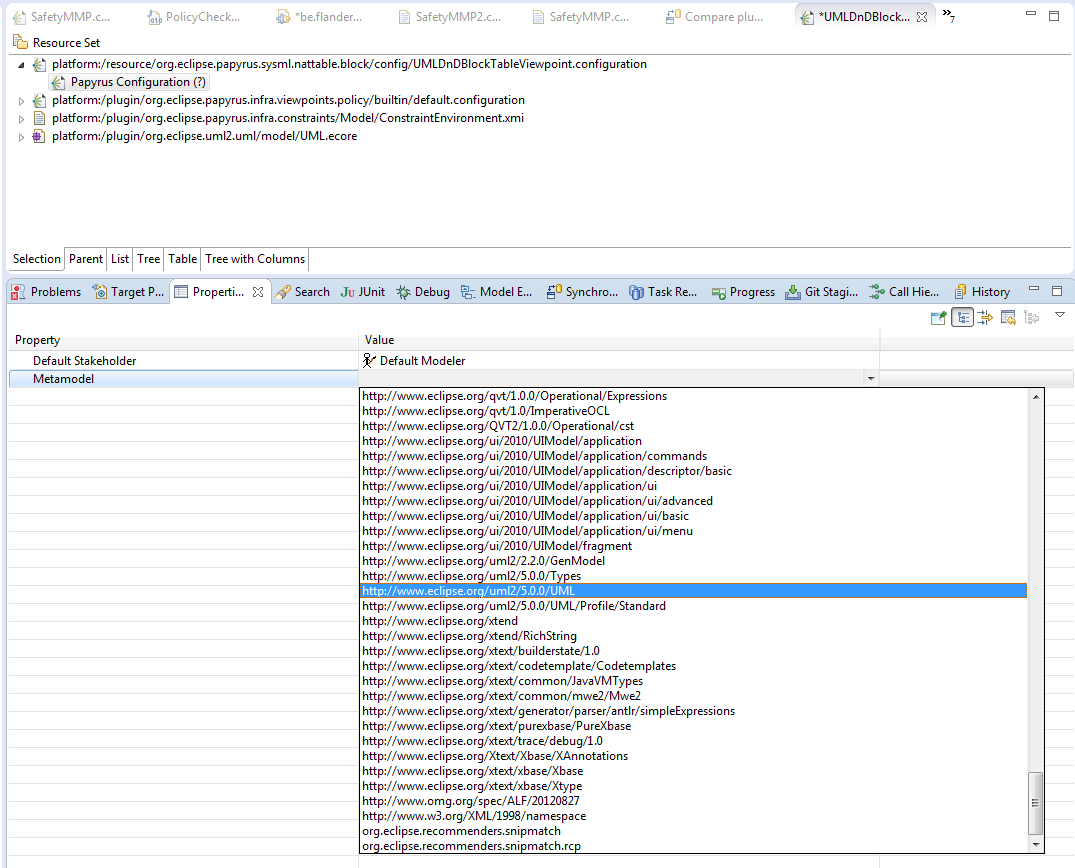 SafetyMMP.c... PolicyCheck... *be.flander... SafetyMMP2.c... SafetyMMP.c... Compare plu... *UMLDnDBlock... »7
Resource Set
platform:/resource/org.eclipse.papyrus.sysml.nattable.block/config/UMLDnDBlockTableViewpoint.configuration
Papyrus Configuration (?)
platform:/plugin/org.eclipse.papyrus.infra.viewpoints.policy/builtin/default.configuration
platform:/plugin/org.eclipse.papyrus.infra.constraints/Model/ConstraintEnvironment.xmi
platform:/plugin/org.eclipse.uml2.uml/model/UML.ecore
Selection Parent List Tree Table Tree with Columns
Problems Target P... Properti... Search JUnit Debug Model E... Synchro... Task Re... Progress Git Stagi... Call Hie... History
Property Value
Default Stakeholder Default Modeler
Metamodel
http://www.eclipse.org/qvt/1.0.0/Operational/Expressions
http://www.eclipse.org/qvt/1.0/ImperativeOCL
http://www.eclipse.org/QVT2/1.0.0/Operational/cst
http://www.eclipse.org/ui/2010/UIModel/application
http://www.eclipse.org/ui/2010/UIModel/application/commands
http://www.eclipse.org/ui/2010/UIModel/application/descriptor/basic
http://www.eclipse.org/ui/2010/UIModel/application/ui
http://www.eclipse.org/ui/2010/UIModel/application/ui/advanced
http://www.eclipse.org/ui/2010/UIModel/application/ui/basic
http://www.eclipse.org/ui/2010/UIModel/application/ui/menu
http://www.eclipse.org/ui/2010/UIModel/fragment
http://www.eclipse.org/uml2/2.2.0/GenModel
http://www.eclipse.org/uml2/5.0.0/Types
http://www.eclipse.org/uml2/5.0.0/UML
http://www.eclipse.org/uml2/5.0.0/UML/Profile/Standard
http://www.eclipse.org/xtend
http://www.eclipse.org/xtend/RichString
http://www.eclipse.org/xtext/builderstate/1.0
http://www.eclipse.org/xtext/codetemplate/Codetemplates
http://www.eclipse.org/xtext/common/JavaVMTypes
http://www.eclipse.org/xtext/common/mwe2/Mwe2
http://www.eclipse.org/xtext/generator/parser/antlr/simpleExpressions
http://www.eclipse.org/xtext/purexbase/PureXbase
http://www.eclipse.org/xtext/trace/debug/1.0
http://www.eclipse.org/Xtext/Xbase/XAnnotations
http://www.eclipse.org/xtext/xbase/Xbase
http://www.eclipse.org/xtext/xbase/Xtype
http://www.omg.org/spec/ALF/20120827
http://www.w3.org/XML/1998/namespace
org.eclipse.recommenders.snipmatch
org.eclipse.recommenders.snipmatch.rcp